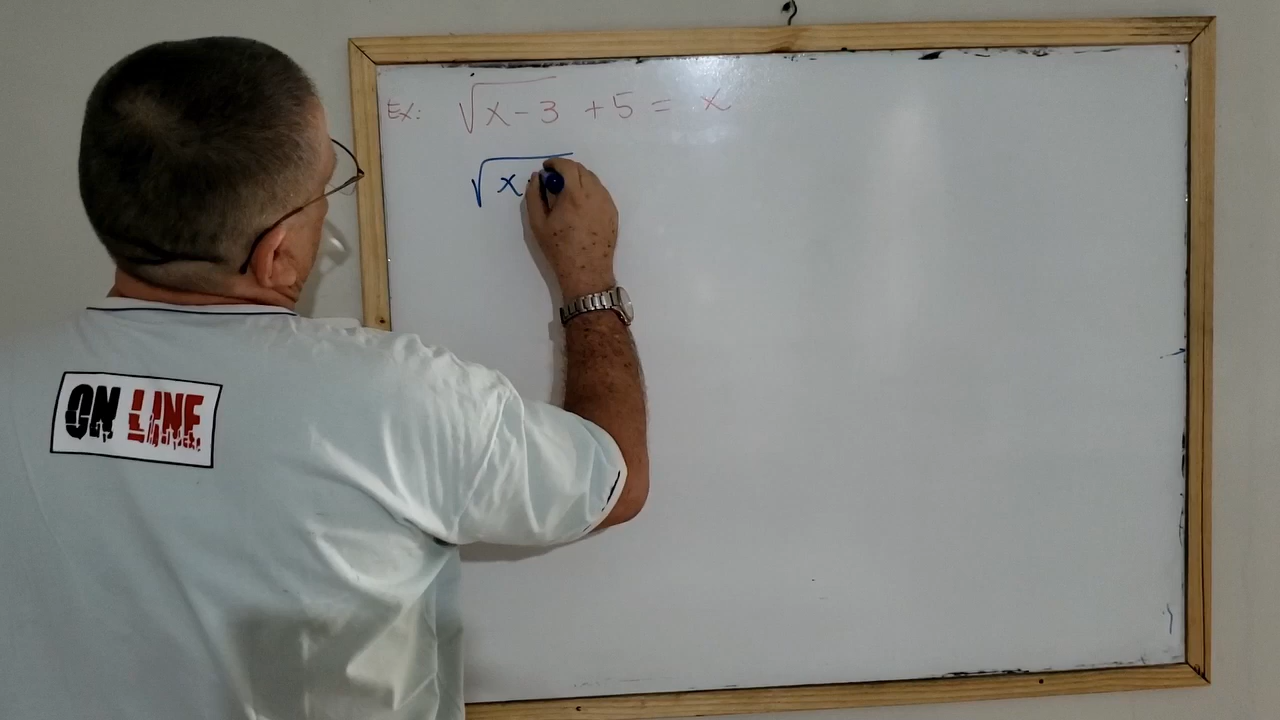 Ex: √x-3 + 5 = x
√x-
ON LINE